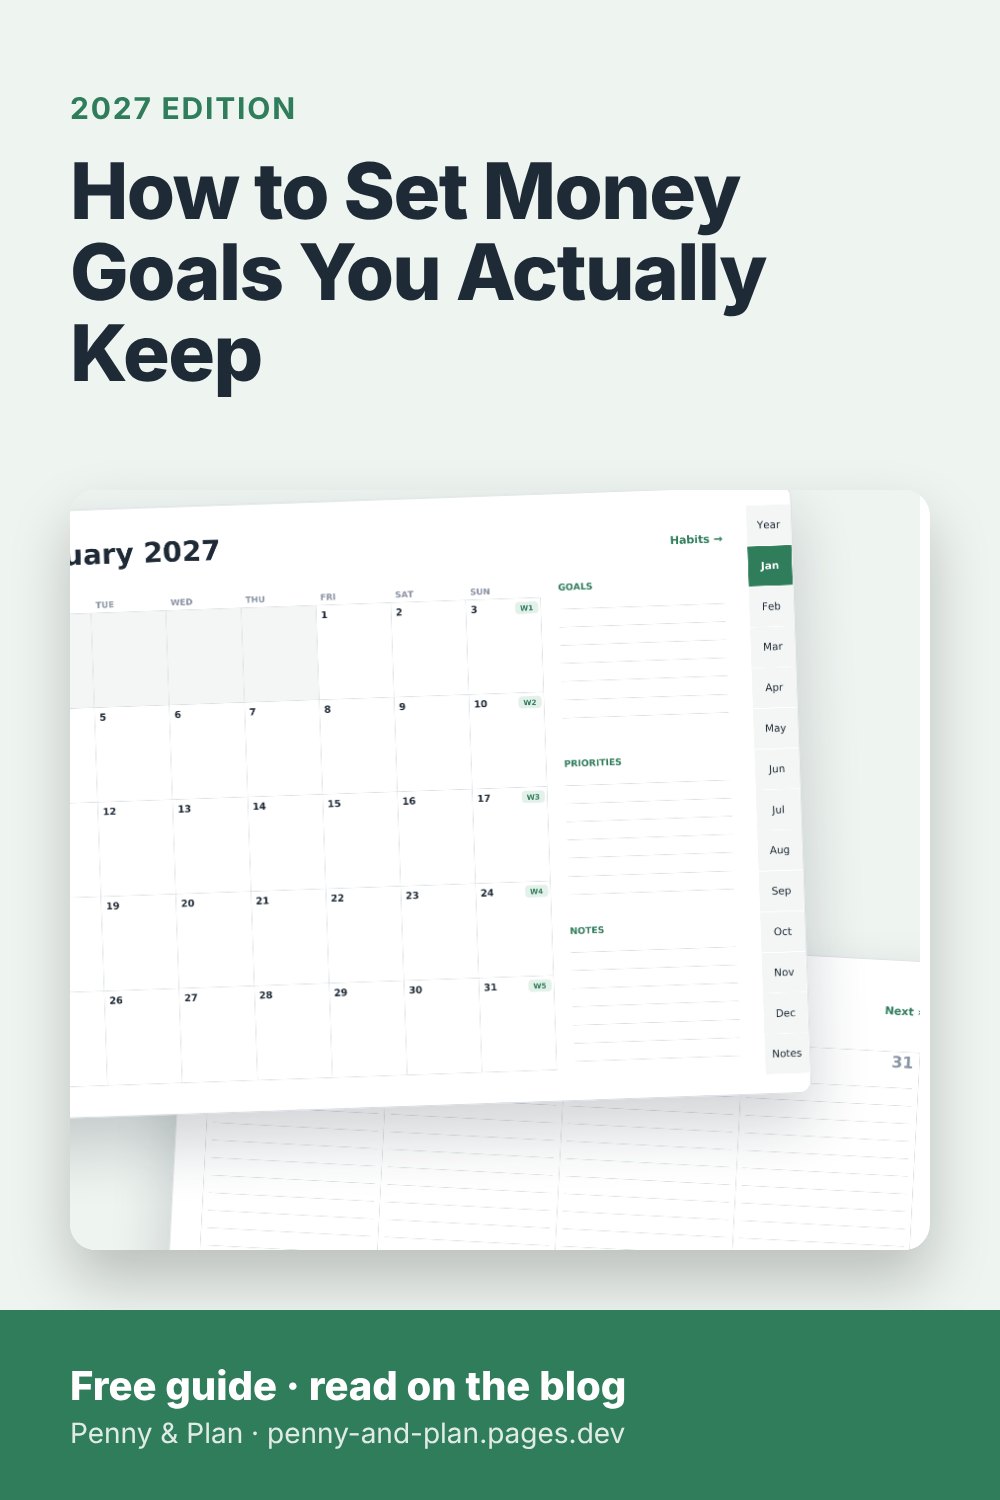 2027 EDITION
How to Set Money
Goals You Actually
Keep
uary 2027
Habits →
TUE WED THU FRI SAT SUN
1 2 3 W1
5 6 7 8 9 10 W2
12 13 14 15 16 17 W3
19 20 21 22 23 24 W4
26 27 28 29 30 31 W5
GOALS
PRIORITIES
NOTES
Year
Jan
Feb
Mar
Apr
May
Jun
Jul
Aug
Sep
Oct
Nov
Dec
Notes
Next ›
31
Free guide · read on the blog
Penny & Plan · penny-and-plan.pages.dev